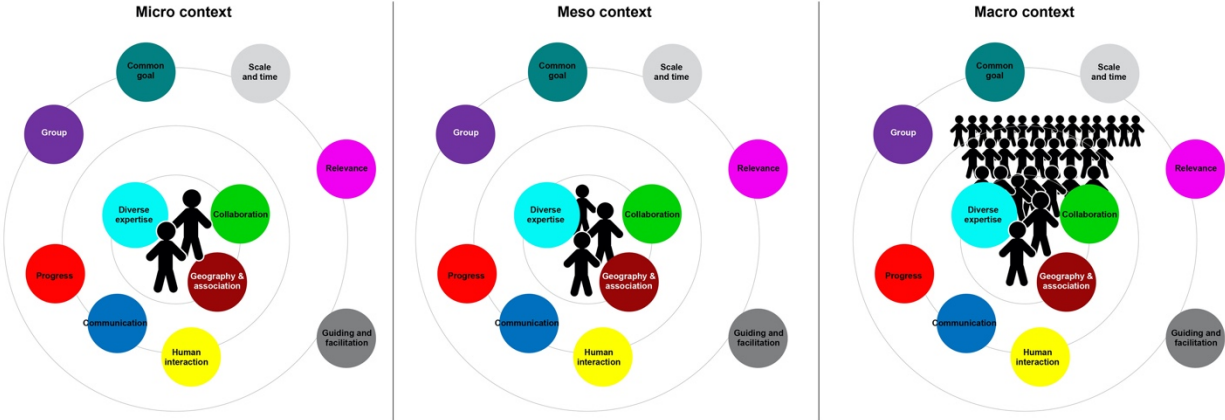 Micro context
Common
goal
Scale
and time
Group
Relevance
Diverse
expertise
Collaboration
Progress
Geography &
association
Communication
Human
interaction
Guiding and
facilitation
Meso context
Common
goal
Scale
and time
Group
Relevance
Diverse
expertise
Collaboration
Progress
Geography &
association
Communication
Human
interaction
Guiding and
facilitation
Macro context
Common
goal
Scale
and time
Group
Relevance
Diverse
expertise
Collaboration
Progress
Geography &
association
Communication
Human
interaction
Guiding and
facilitation